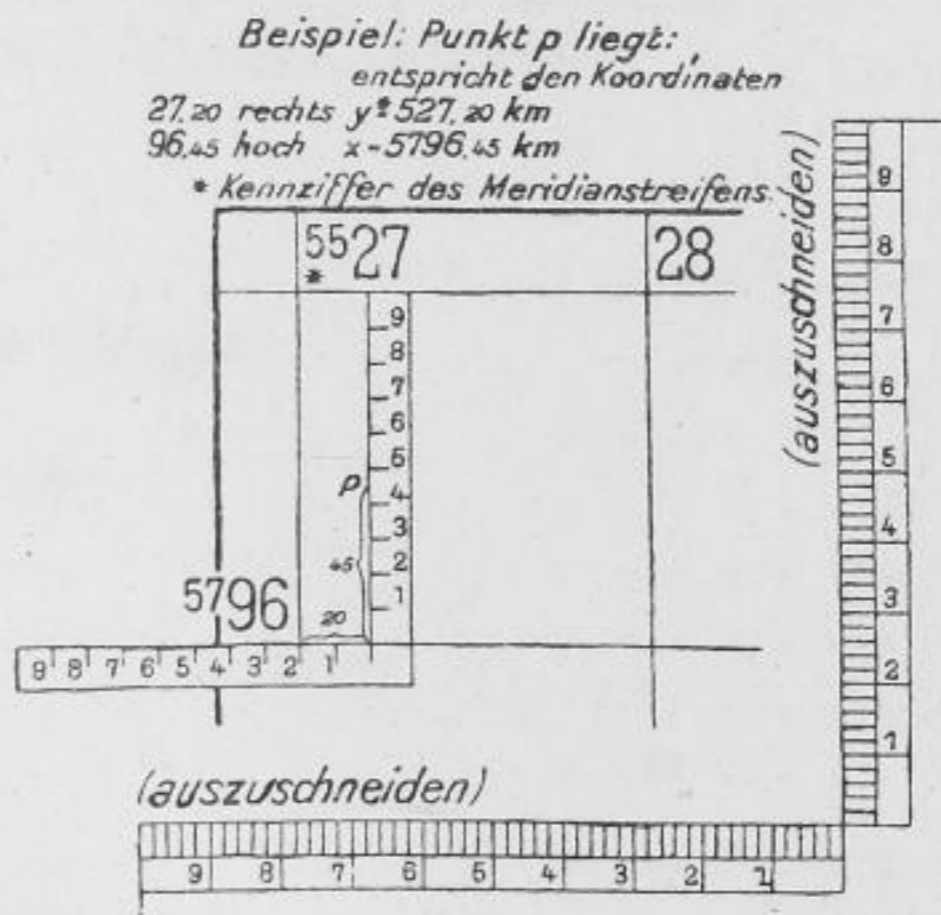 Beispiel: Punkt p liegt:
entspricht den Koordinaten
27,20 rechts y*527,20 km
96,45 hoch x-5796,45 km
* Kennziffer des Meridianstreifens.
5527
*
28
9
8
7
6
5
p
4
3
2
45
1
5796
20
9 8 7 6 5 4 3 2 1
(auszuschneiden)
9
8
7
6
5
4
3
2
1
(auszuschneiden)
9 8 7 6 5 4 3 2 1